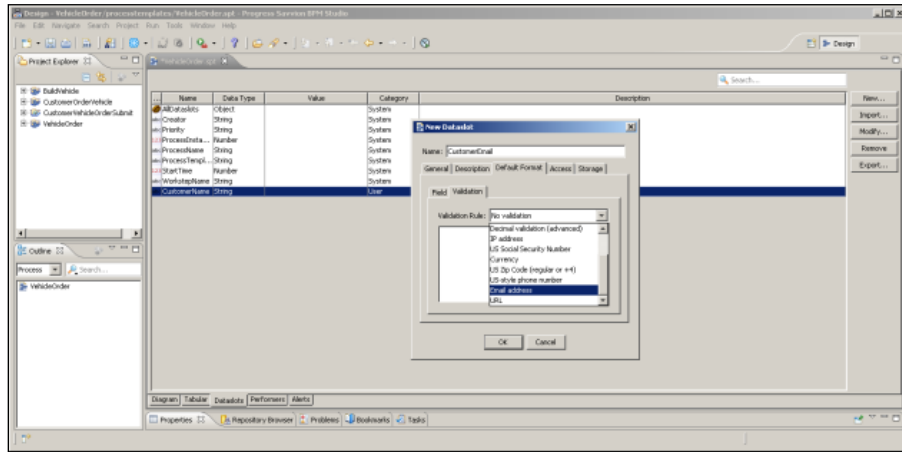 Design - VehicleOrder/processtemplates/VehicleOrder.spt - Progress Savvion BPM Studio
File Edit Navigate Search Project Run Tools Window Help
Design
Project Explorer
*VehicleOrder.spt
BuildVehicle
CustomerOrderVehicle
CustomerVehicleOrderSubmit
VehicleOrder
Search...
... Name Data Type Value Category Description
AllDataslots Object System
Creator String System
Priority String System
ProcessInsta... Number System
ProcessName String System
ProcessTempl... String System
StartTime Number System
WorkstepName String System
CustomerName String User
New...
Import...
Modify...
Remove
Export...
New Dataslot
Name: CustomerEmail
General Description Default Format Access Storage
Field Validation
Validation Rule: No validation
Decimal validation (advanced)
IP address
US Social Security Number
Currency
US Zip Code (regular or +4)
US style phone number
Email address
URL
OK Cancel
Outline
Process Search...
VehicleOrder
Diagram Tabular Dataslots Performers Alerts
Properties Repository Browser Problems Bookmarks Tasks